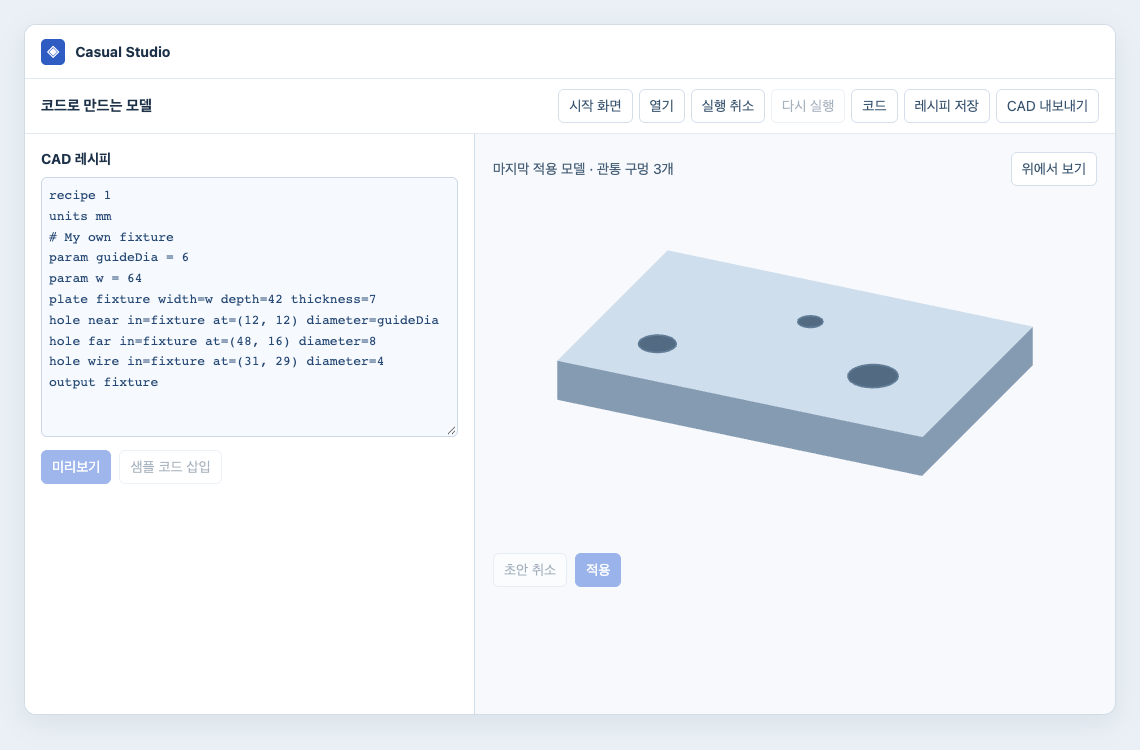 Casual Studio
코드로 만드는 모델
시작 화면
열기
실행 취소
다시 실행
코드
레시피 저장
CAD 내보내기
CAD 레시피
recipe 1
units mm
# My own fixture
param guideDia = 6
param w = 64
plate fixture width=w depth=42 thickness=7
hole near in=fixture at=(12, 12) diameter=guideDia
hole far in=fixture at=(48, 16) diameter=8
hole wire in=fixture at=(31, 29) diameter=4
output fixture
미리보기
샘플 코드 삽입
마지막 적용 모델 · 관통 구멍 3개
위에서 보기
초안 취소
적용